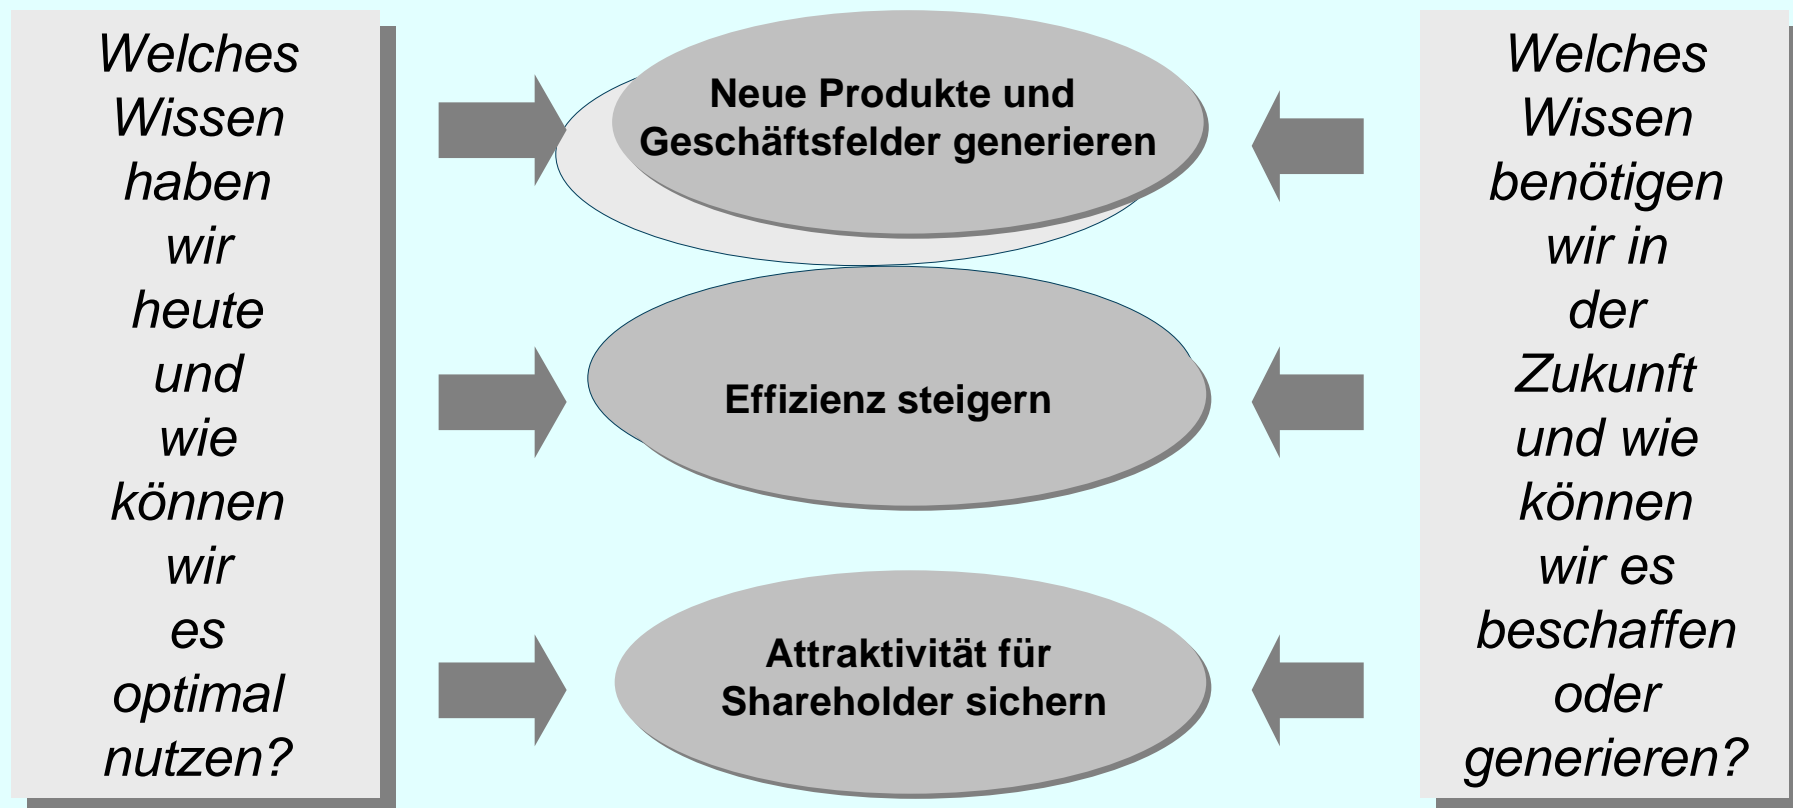 Welches
Wissen
haben
wir
heute
und
wie
können
wir
es
optimal
nutzen?
Neue Produkte und
Geschäftsfelder generieren
Effizienz steigern
Attraktivität für
Shareholder sichern
Welches
Wissen
benötigen
wir in
der
Zukunft
und wie
können
wir es
beschaffen
oder
generieren?